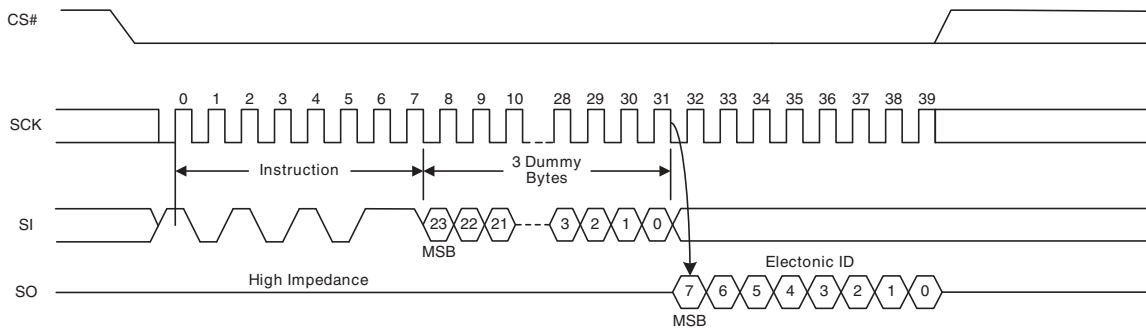 CS#
0 1 2 3 4 5 6 7 8 9 10 28 29 30 31 32 33 34 35 36 37 38 39
SCK
Instruction
3 Dummy
Bytes
SI
23 22 21 3 2 1 0
MSB
High Impedance
Electonic ID
SO
7 6 5 4 3 2 1 0
MSB